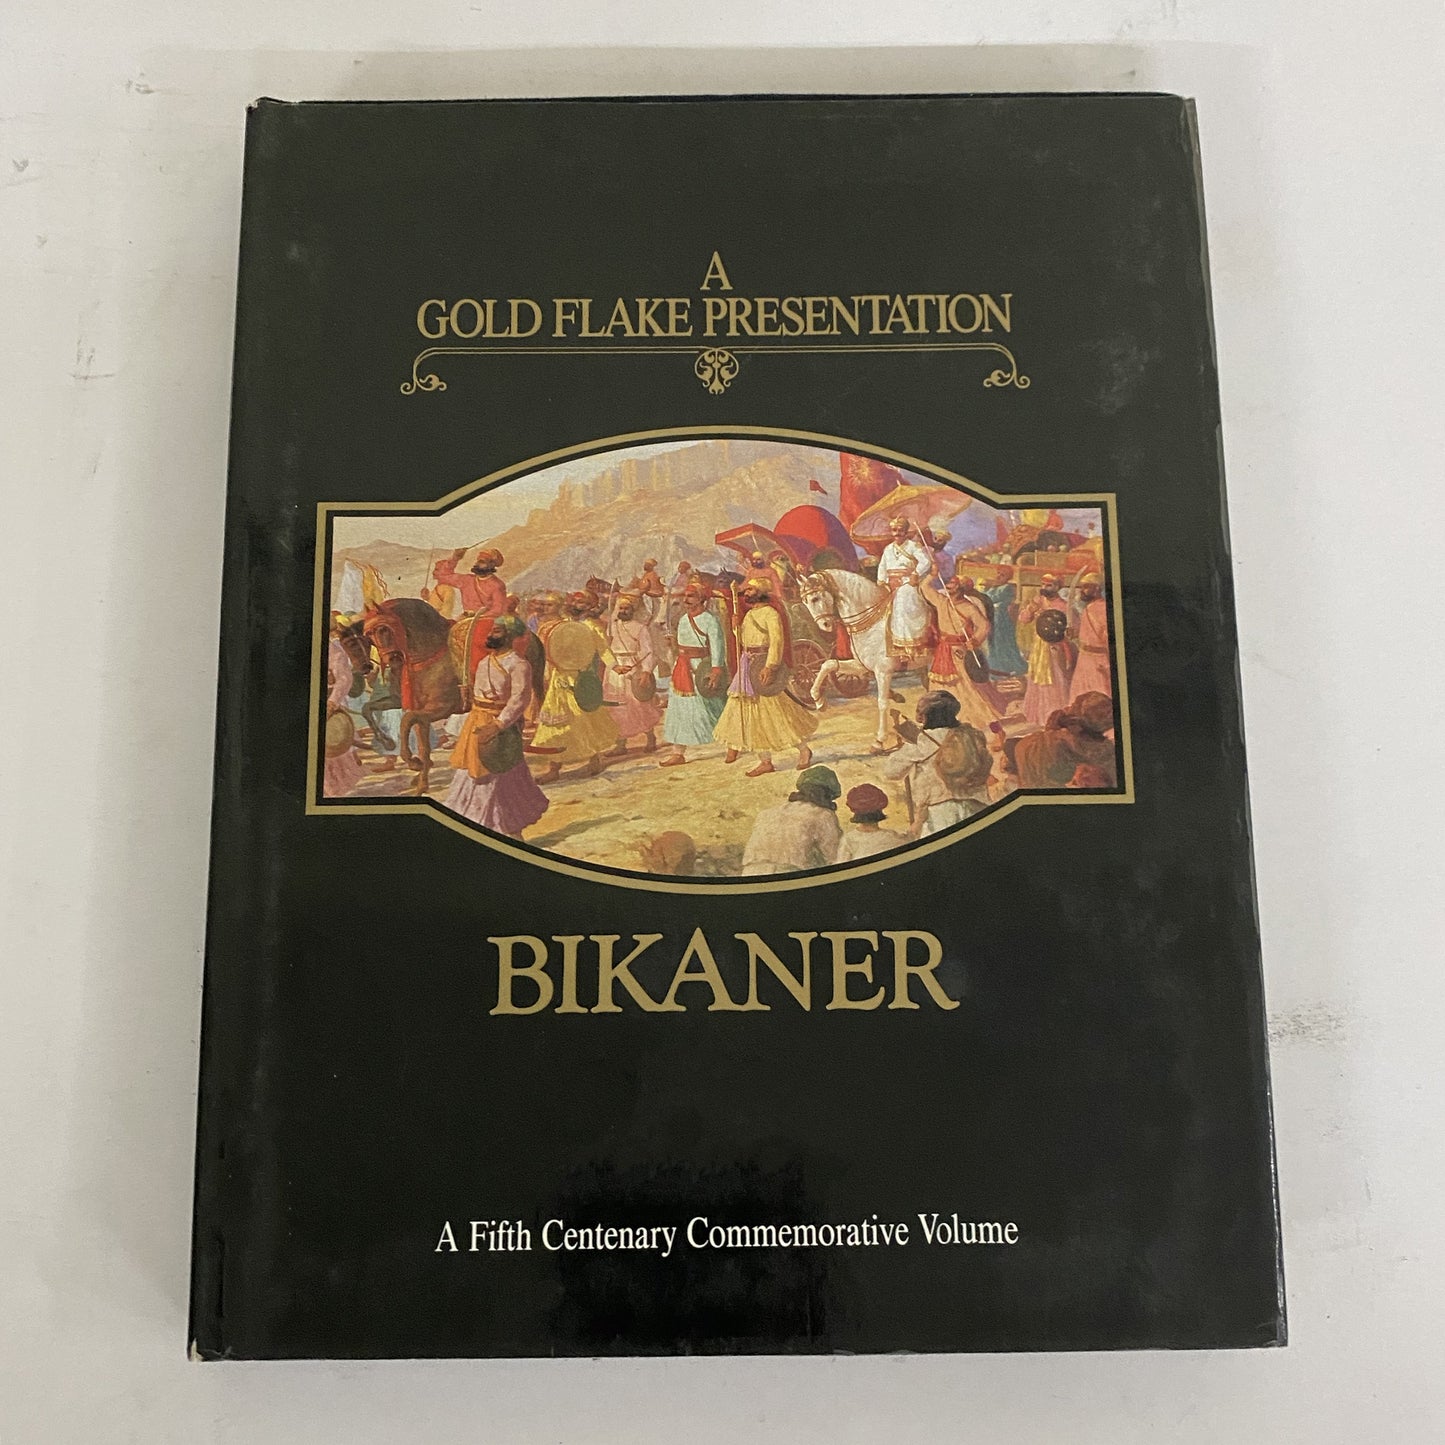 A
GOLD FLAKE PRESENTATION
BIKANER
A Fifth Centenary Commemorative Volume